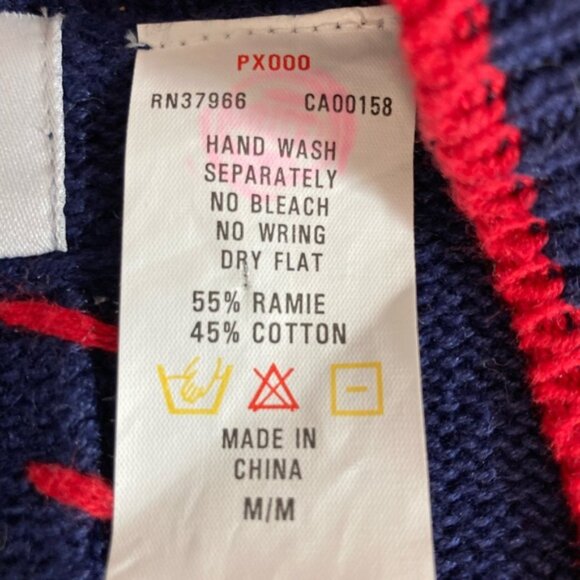 PX000
RN37966 CA00158
HAND WASH
SEPARATELY
NO BLEACH
NO WRING
DRY FLAT
55% RAMIE
45% COTTON
MADE IN
CHINA
M/M